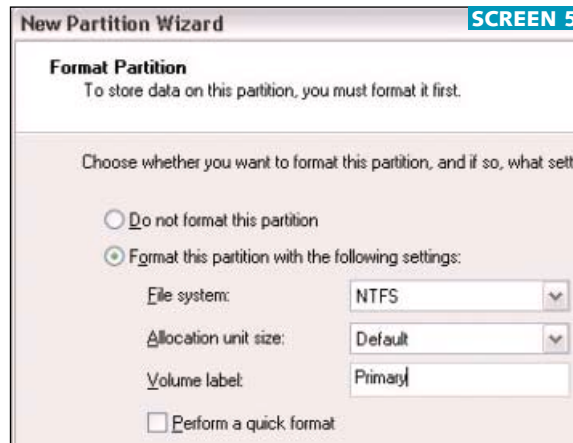 New Partition Wizard
SCREEN 5
Format Partition
To store data on this partition, you must format it first.
Choose whether you want to format this partition, and if so, what sett
Do not format this partition
Format this partition with the following settings:
File system: NTFS
Allocation unit size: Default
Volume label: Primary
Perform a quick format